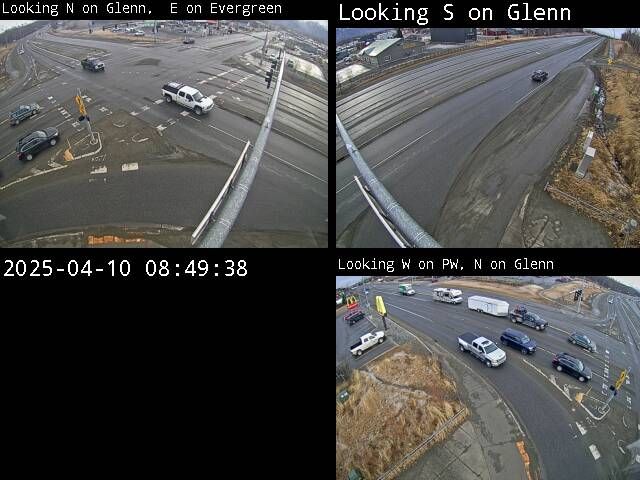 Looking N on Glenn,  E on Evergreen
Looking S on Glenn
2025-04-10 08:49:38
Looking W on PW, N on Glenn